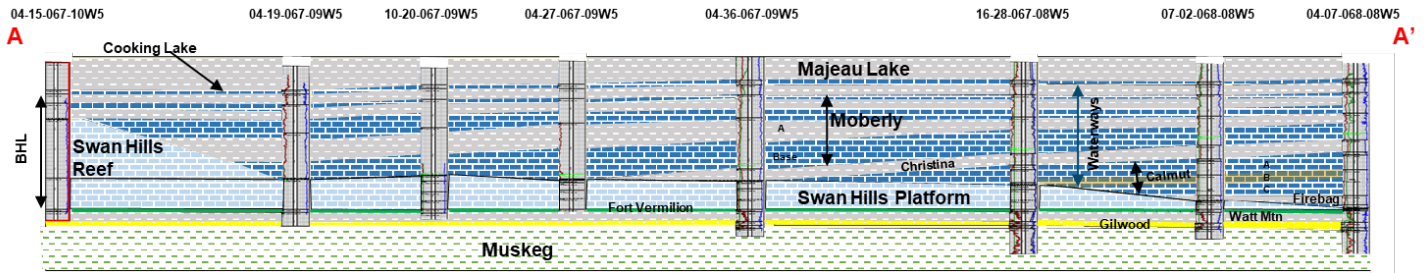 04-15-067-10W5
04-19-067-09W5
10-20-067-09W5
04-27-067-09W5
04-36-067-09W5
16-28-067-08W5
07-02-068-08W5
04-07-068-08W5
A
A'
Cooking Lake
Majeau Lake
BHL
Moberly
Waterways
A
Base
Swan Hills
Reef
Christina
Calmut
A
B
C
Swan Hills Platform
Firebag
Fort Vermilion
Gilwood
Watt Mtn
Muskeg